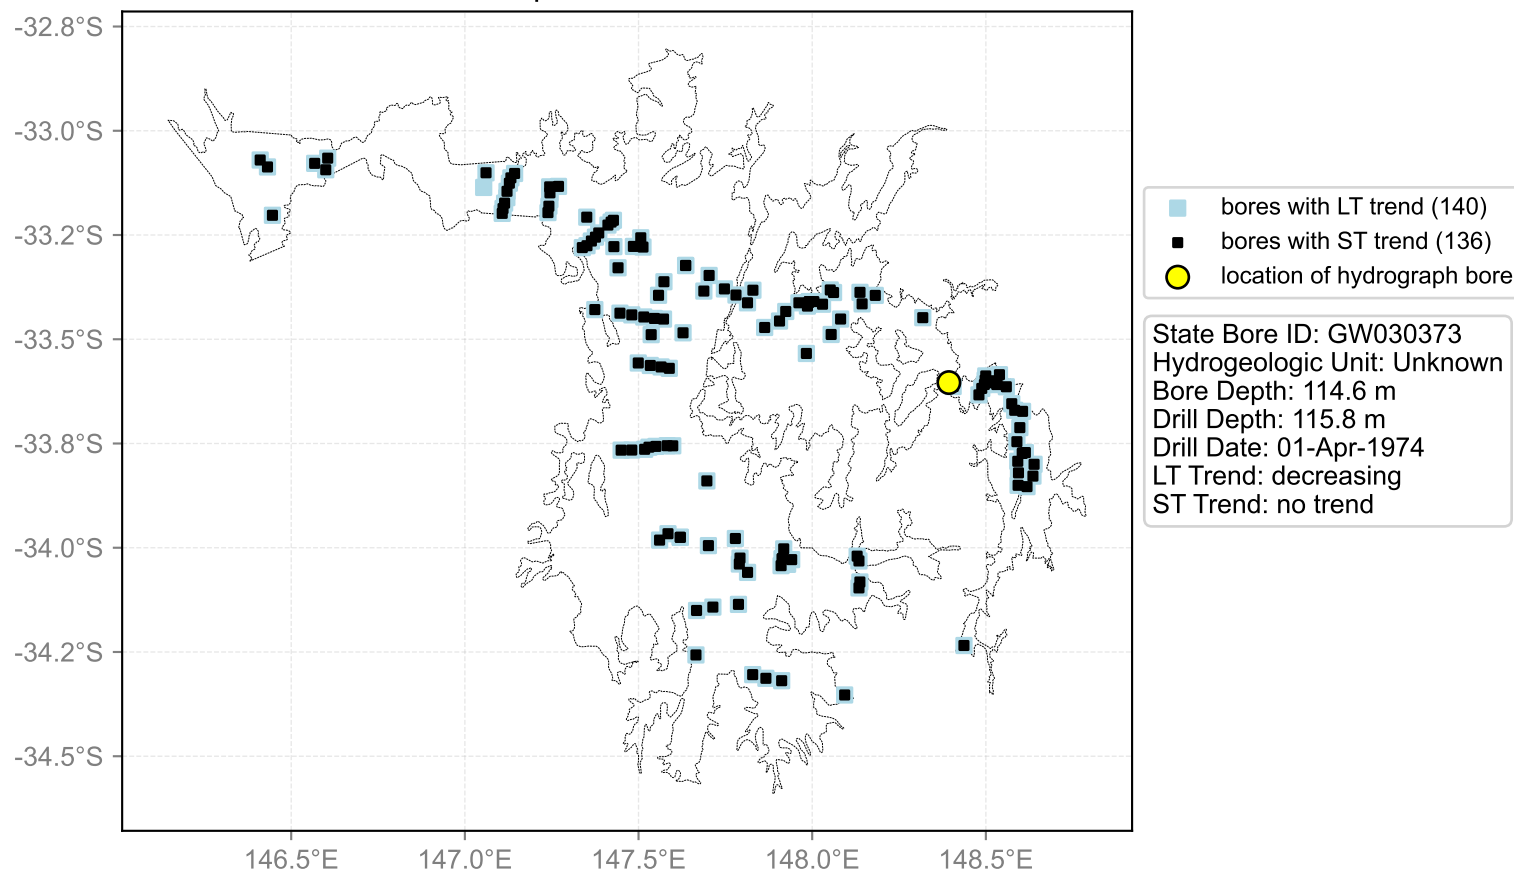 -32.8°S
-33.0°S
-33.2°S
-33.5°S
-33.8°S
-34.0°S
-34.2°S
-34.5°S
146.5°E
147.0°E
147.5°E
148.0°E
148.5°E
bores with LT trend (140)
bores with ST trend (136)
location of hydrograph bore
State Bore ID: GW030373
Hydrogeologic Unit: Unknown
Bore Depth: 114.6 m
Drill Depth: 115.8 m
Drill Date: 01-Apr-1974
LT Trend: decreasing
ST Trend: no trend